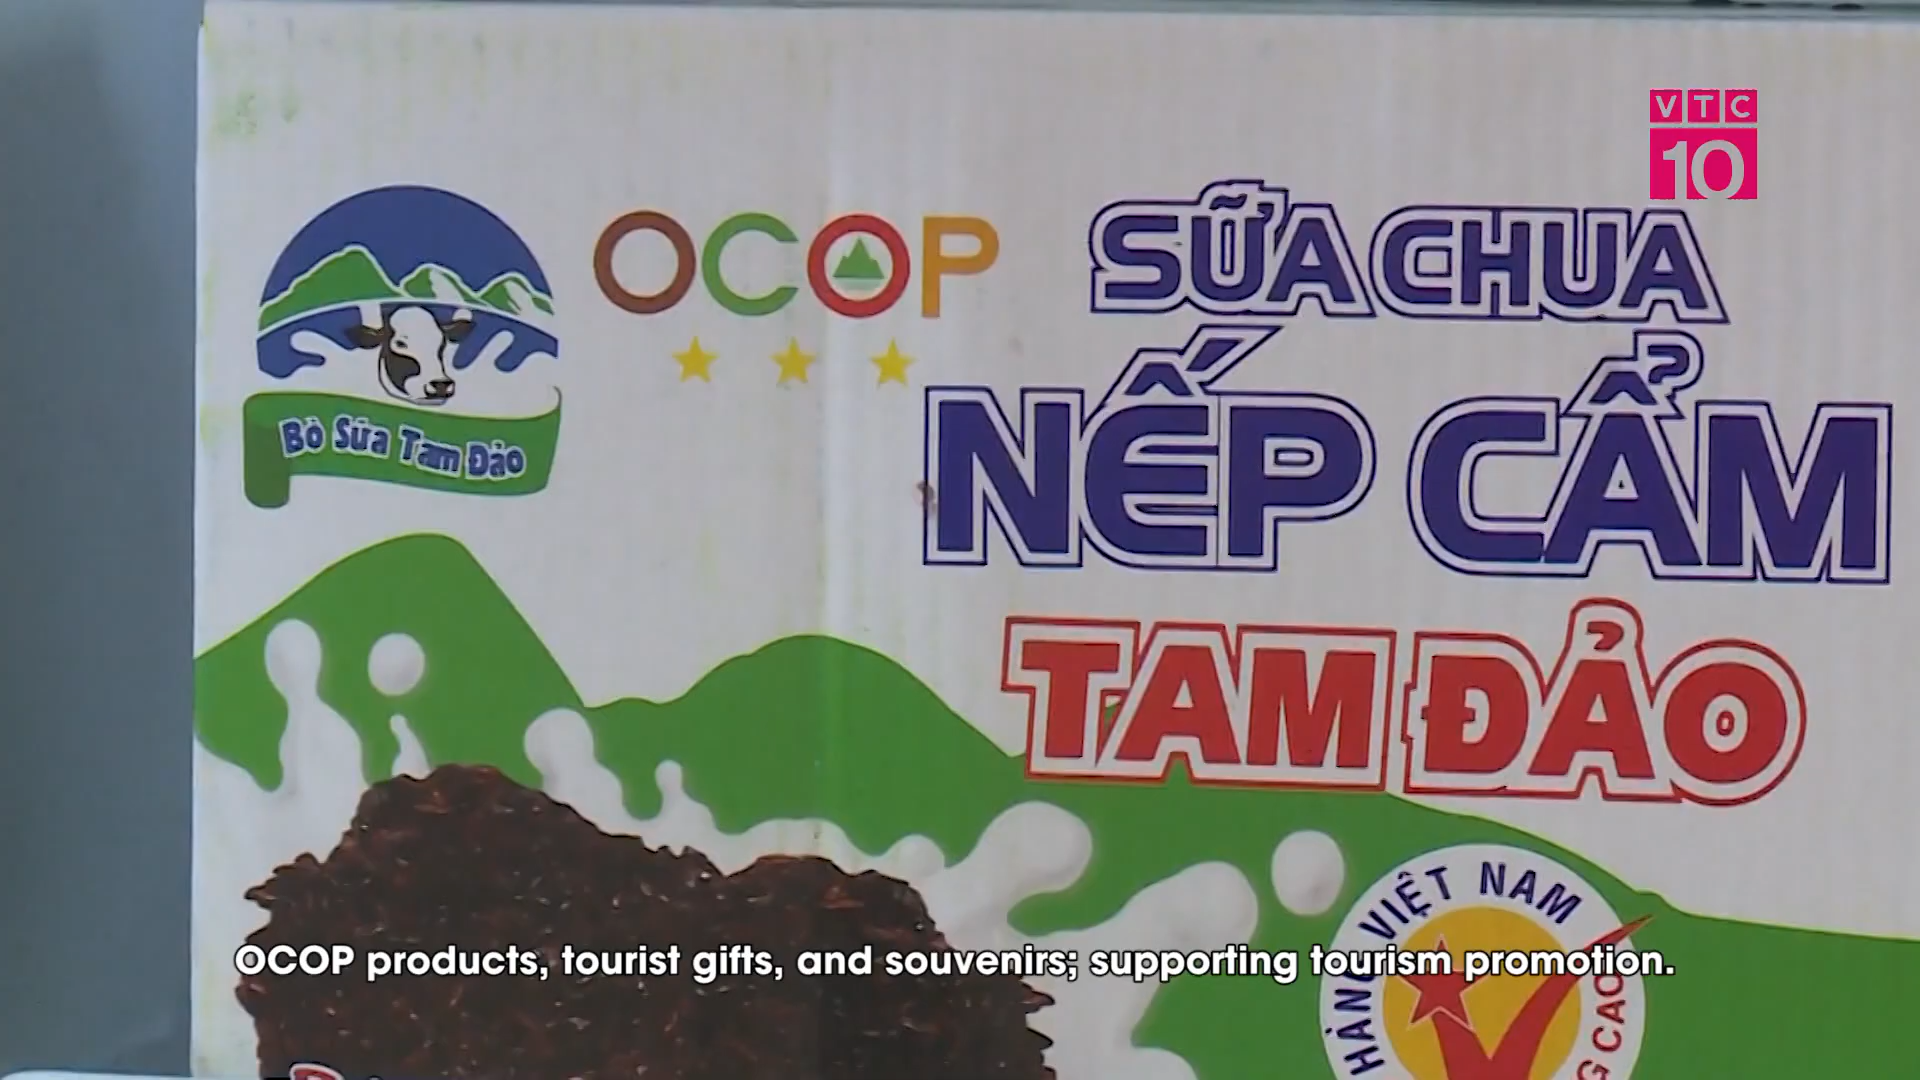 VTC
10
OCOP
SỮA CHUA
NẾP CẨM
TAM ĐẢO
Bò Sữa Tam Đảo
HÀNG VIỆT NAM
G CAO
OCOP products, tourist gifts, and souvenirs; supporting tourism promotion.